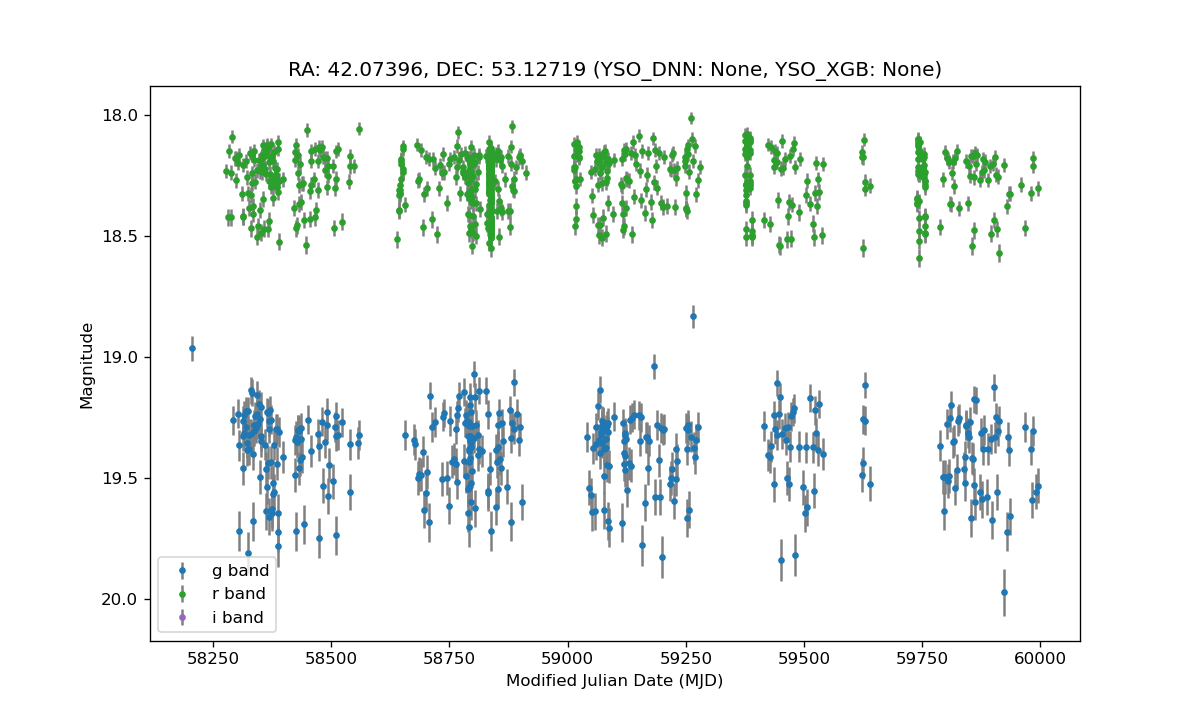 RA: 42.07396, DEC: 53.12719 (YSO_DNN: None, YSO_XGB: None)
18.0
18.5
19.0
19.5
20.0
Magnitude
g band
r band
i band
58250 58500 58750 59000 59250 59500 59750 60000
Modified Julian Date (MJD)